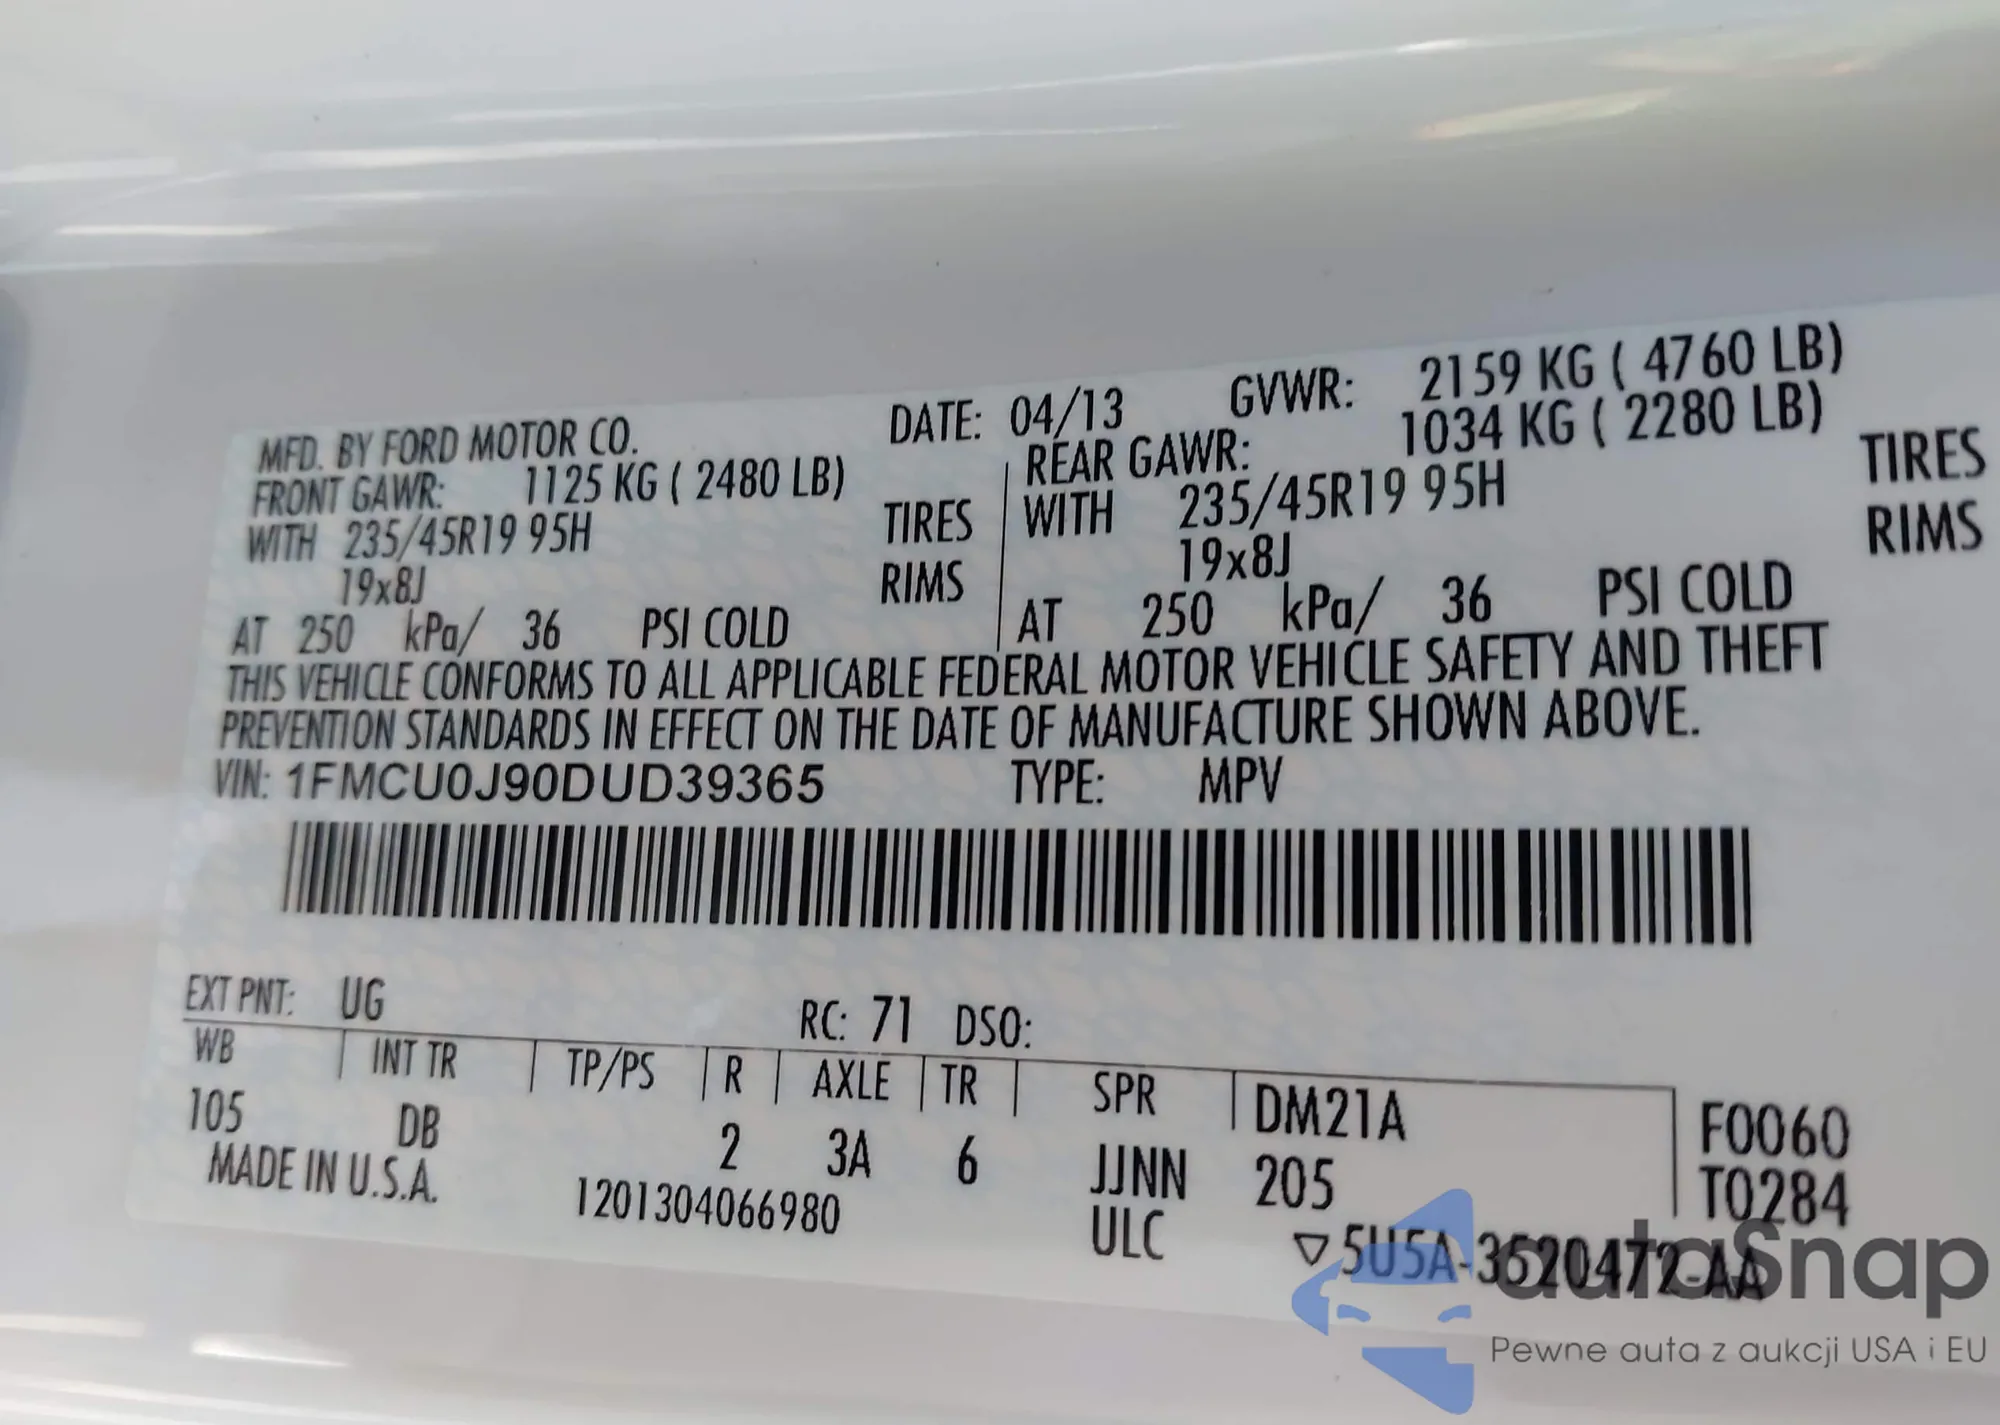 MFD. BY FORD MOTOR CO. DATE: 04/13 GVWR: 2159 KG ( 4760 LB)
FRONT GAWR: 1125 KG ( 2480 LB) REAR GAWR: 1034 KG ( 2280 LB)
WITH 235/45R19 95H TIRES WITH 235/45R19 95H TIRES
19x8J RIMS 19x8J RIMS
AT 250 kPa/ 36 PSI COLD AT 250 kPa/ 36 PSI COLD
THIS VEHICLE CONFORMS TO ALL APPLICABLE FEDERAL MOTOR VEHICLE SAFETY AND THEFT
PREVENTION STANDARDS IN EFFECT ON THE DATE OF MANUFACTURE SHOWN ABOVE.
VIN: 1FMCU0J90DUD39365 TYPE: MPV
EXT PNT: UG RC: 71 DSO:
WB INT TR TP/PS R AXLE TR SPR DM21A F0060
105 DB 2 3A 6 JJNN 205 T0284
MADE IN U.S.A. 1201304066980 ULC ▽5U5A-3520472-AA
autoSnap
Pewne auta z aukcji USA i EU